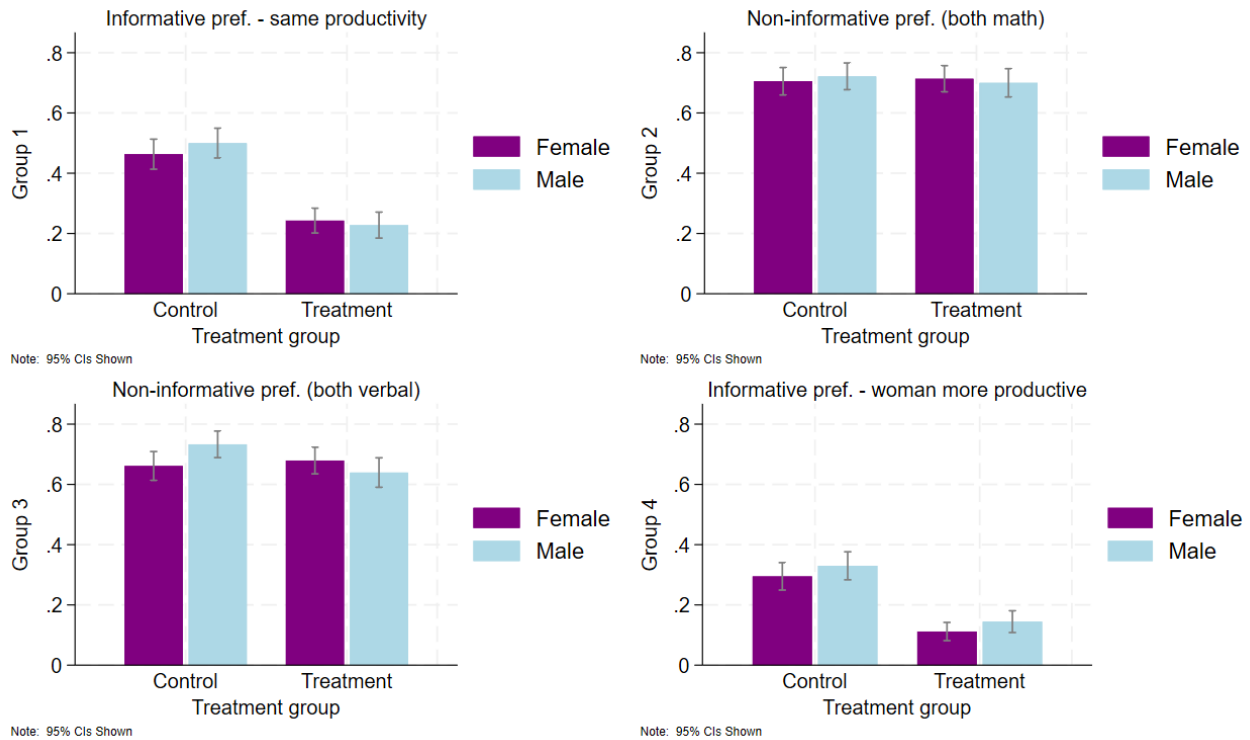 Informative pref. - same productivity
.8
.6
.4
.2
0
Group 1
Control Treatment
Treatment group
Female
Male
Note: 95% CIs Shown
Non-informative pref. (both math)
.8
.6
.4
.2
0
Group 2
Control Treatment
Treatment group
Female
Male
Note: 95% CIs Shown
Non-informative pref. (both verbal)
.8
.6
.4
.2
0
Group 3
Control Treatment
Treatment group
Female
Male
Note: 95% CIs Shown
Informative pref. - woman more productive
.8
.6
.4
.2
0
Group 4
Control Treatment
Treatment group
Female
Male
Note: 95% CIs Shown